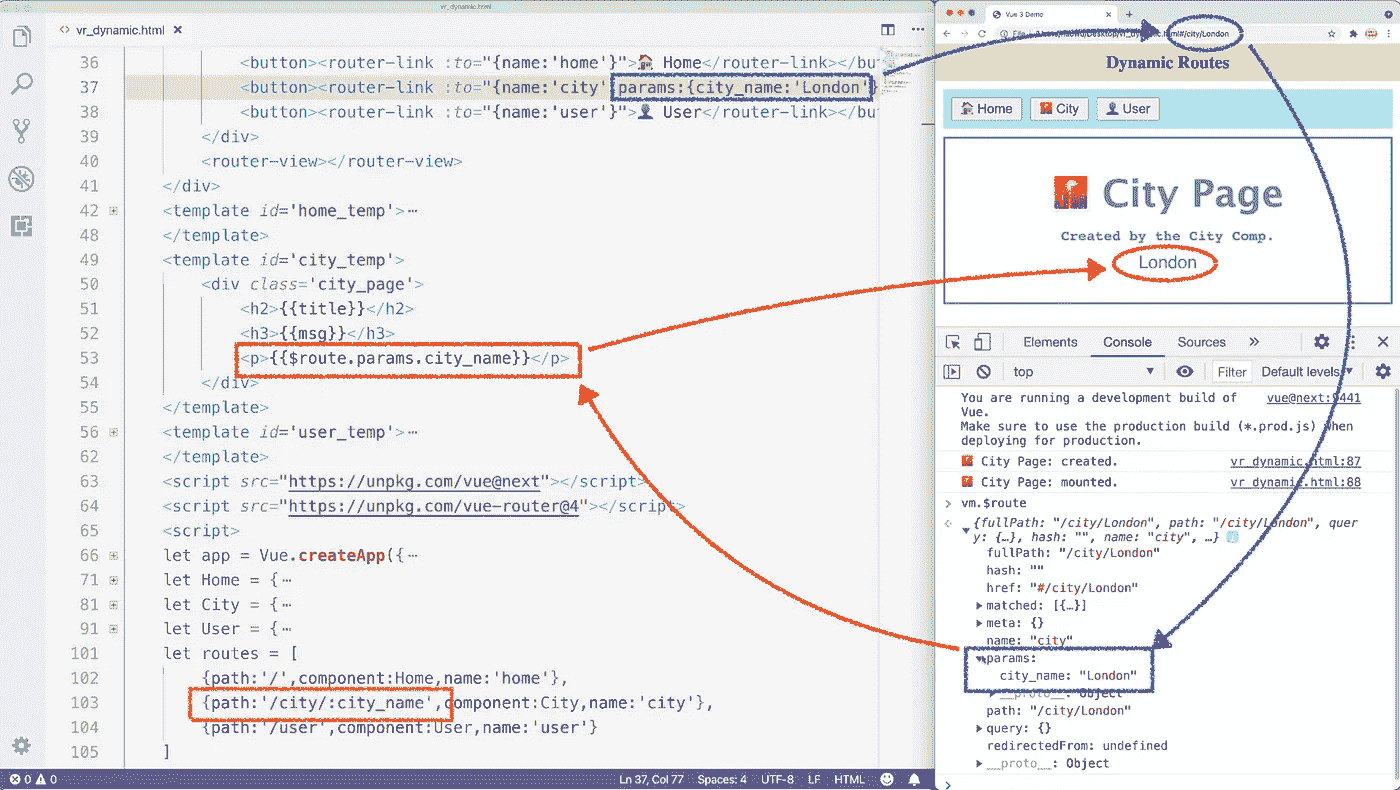 vr_dynamic.html
vr_dynamic.html
36 <button><router-link :to="{name:'home'}">🏠 Home</router-link></but
37 <button><router-link :to="{name:'city' params:{city_name:'London'}
38 <button><router-link :to="{name:'user'}">👤 User</router-link></but
39 </div>
40 <router-view></router-view>
41 </div>
42 <template id='home_temp'>⋯
48 </template>
49 <template id='city_temp'>
50 <div class='city_page'>
51 <h2>{{title}}</h2>
52 <h3>{{msg}}</h3>
53 <p>{{$route.params.city_name}}</p>
54 </div>
55 </template>
56 <template id='user_temp'>⋯
62 </template>
63 <script src="https://unpkg.com/vue@next"></script>
64 <script src="https://unpkg.com/vue-router@4"></script>
65 <script>
66 let app = Vue.createApp({⋯
71 let Home = {⋯
81 let City = {⋯
91 let User = {⋯
101 let routes = [
102 {path:'/',component:Home,name:'home'},
103 {path:'/city/:city_name',component:City,name:'city'},
104 {path:'/user',component:User,name:'user'}
105 ]
0 0
Ln 37, Col 77 Spaces: 4 UTF-8 LF HTML
Vue 3 Demo
File vr_dynamic.html#/city/London
Dynamic Routes
Home City User
City Page
Created by the City Comp.
London
Elements Console Sources »
top Filter Default levels
You are running a development build of vue@next:9441
Vue.
Make sure to use the production build (*.prod.js) when
deploying for production.
City Page: created. vr_dynamic.html:87
City Page: mounted. vr_dynamic.html:88
vm.$route
{fullPath: "/city/London", path: "/city/London", quer
y: {…}, hash: "", name: "city", …}
fullPath: "/city/London"
hash: ""
href: "#/city/London"
matched: [{…}]
meta: {}
name: "city"
params:
city_name: "London"
__proto__: Object
path: "/city/London"
query: {}
redirectedFrom: undefined
__proto__: Object